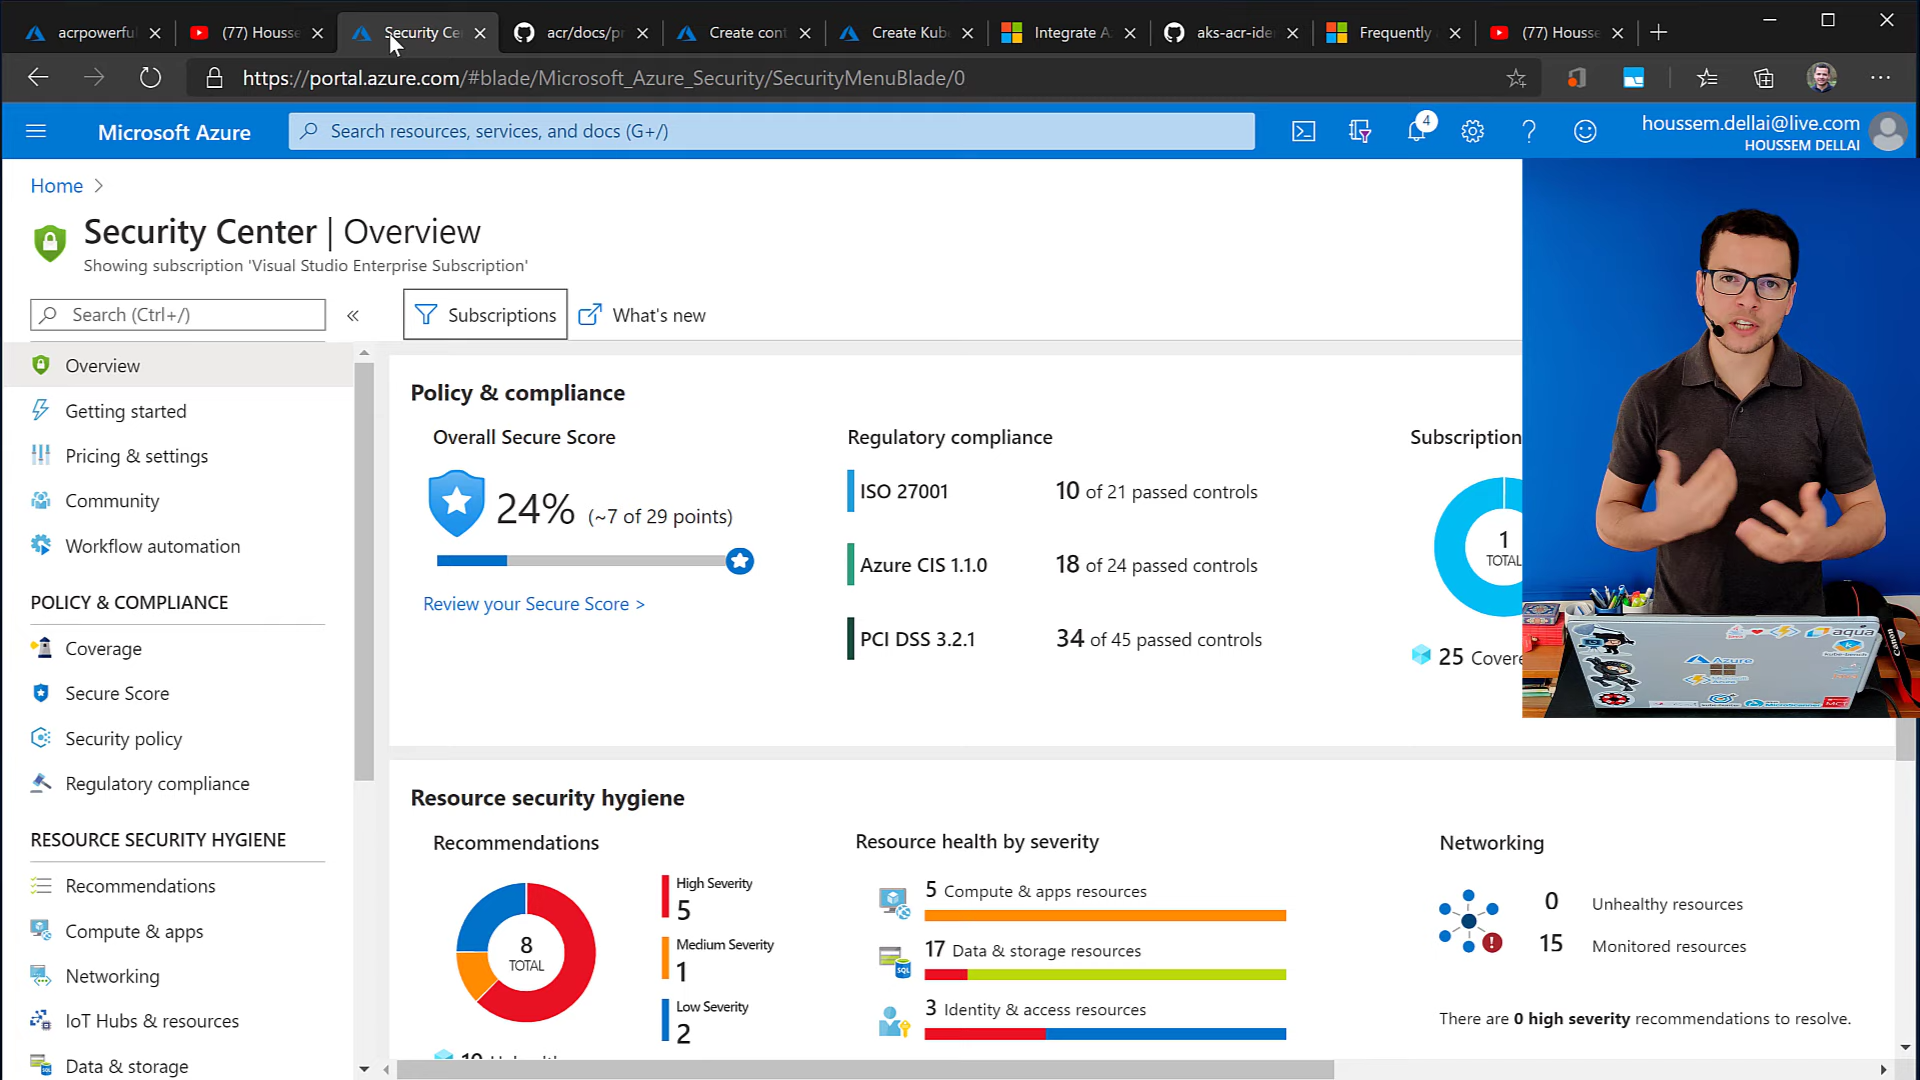 acrpowerful
(77) Housse
Security Ce
acr/docs/pr
Create cont
Create Kub
Integrate A
aks-acr-ide
Frequently
(77) Housse
https://portal.azure.com/#blade/Microsoft_Azure_Security/SecurityMenuBlade/0
Microsoft Azure
Search resources, services, and docs (G+/)
4
houssem.dellai@live.com
HOUSSEM DELLAI
Home
Security Center | Overview
Showing subscription 'Visual Studio Enterprise Subscription'
Search (Ctrl+/)
Subscriptions
What's new
Overview
Getting started
Pricing & settings
Community
Workflow automation
POLICY & COMPLIANCE
Coverage
Secure Score
Security policy
Regulatory compliance
RESOURCE SECURITY HYGIENE
Recommendations
Compute & apps
Networking
IoT Hubs & resources
Data & storage
Policy & compliance
Overall Secure Score
24% (~7 of 29 points)
Review your Secure Score >
Regulatory compliance
ISO 27001 10 of 21 passed controls
Azure CIS 1.1.0 18 of 24 passed controls
PCI DSS 3.2.1 34 of 45 passed controls
Subscription
1
TOTAL
25 Covere
Resource security hygiene
Recommendations
8
TOTAL
High Severity
5
Medium Severity
1
Low Severity
2
Resource health by severity
5 Compute & apps resources
17 Data & storage resources
SQL
3 Identity & access resources
Networking
0 Unhealthy resources
15 Monitored resources
There are 0 high severity recommendations to resolve.
aqua
Azure
Canon
MCT